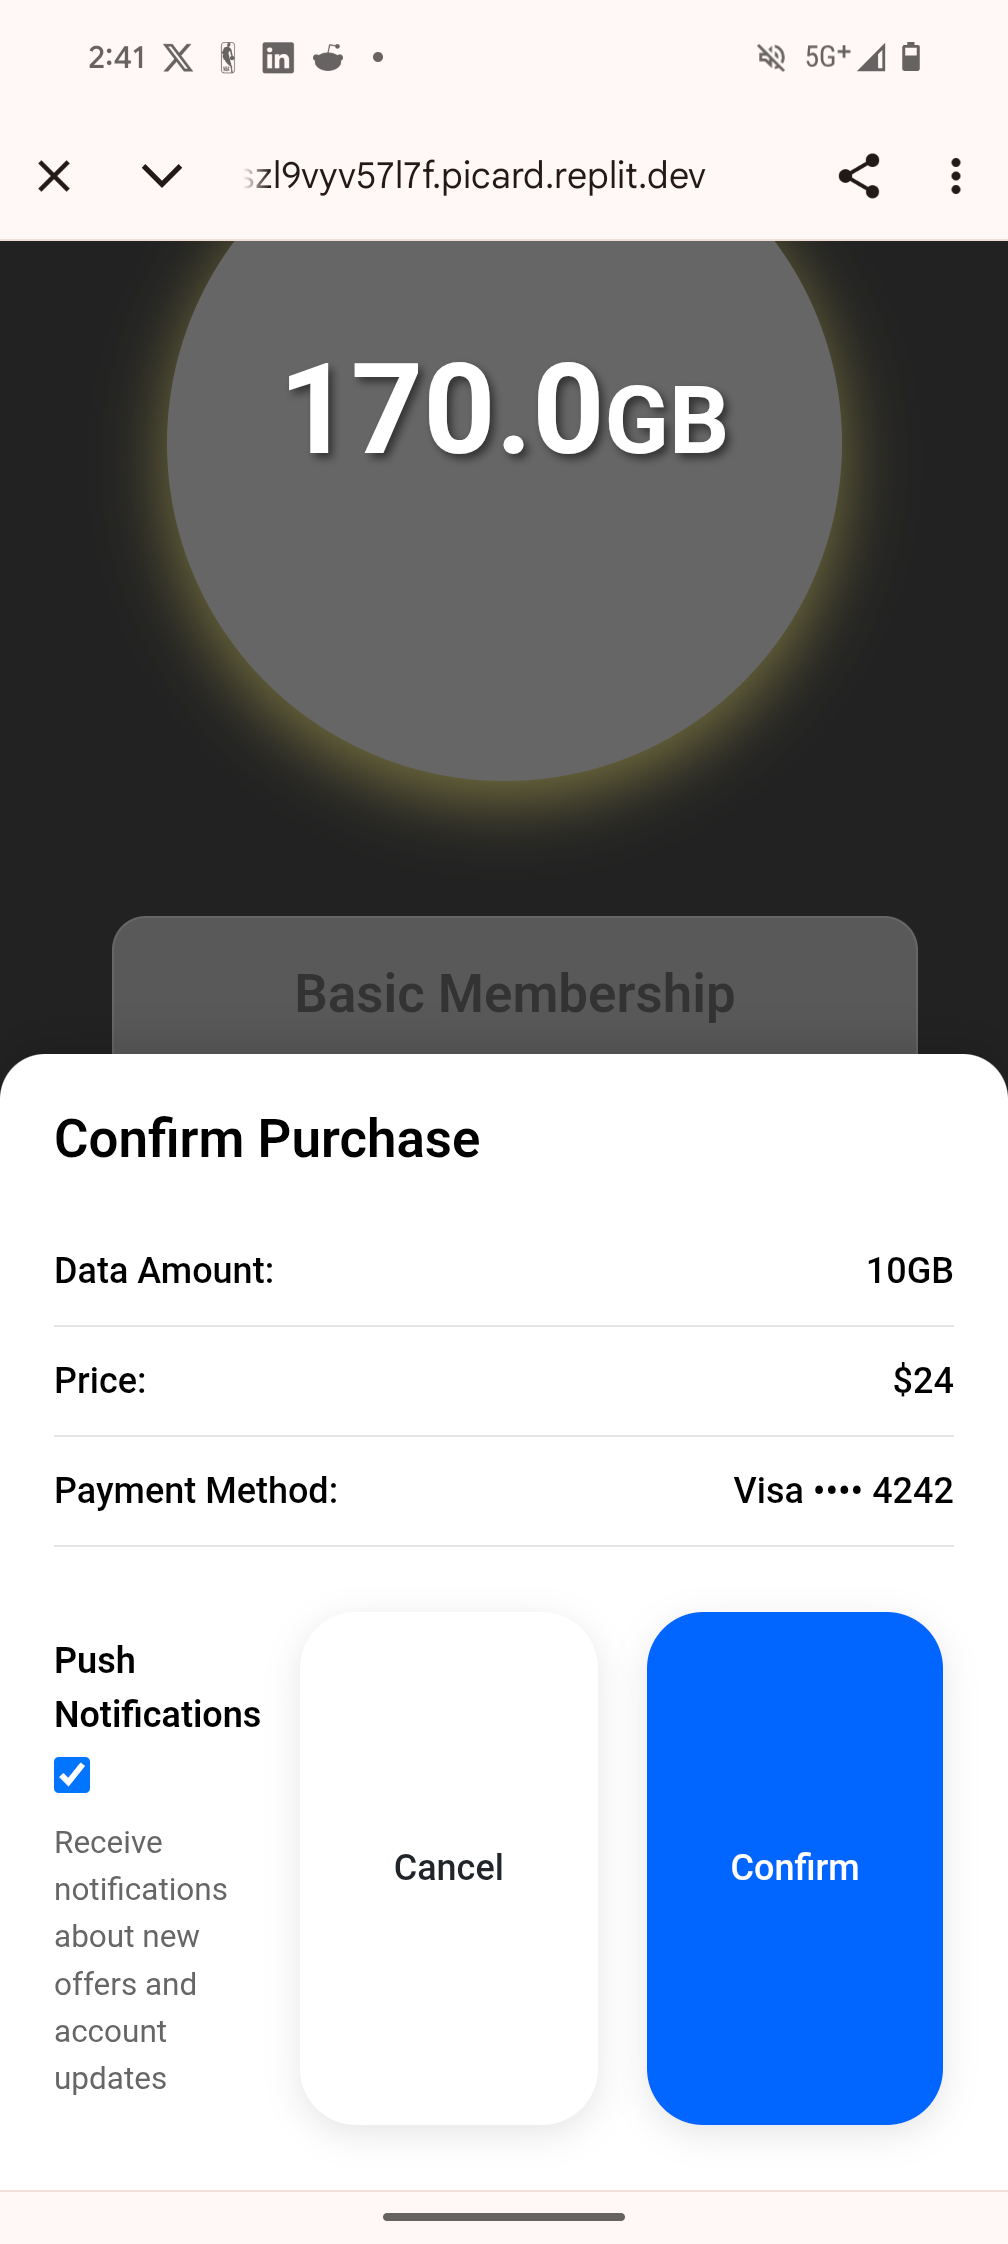 2:41
5G+
szl9vyv57l7f.picard.replit.dev
170.0GB
Basic Membership
Confirm Purchase
Data Amount: 10GB
Price: $24
Payment Method: Visa •••• 4242
Push
Notifications
Receive
notifications
about new
offers and
account
updates
Cancel
Confirm